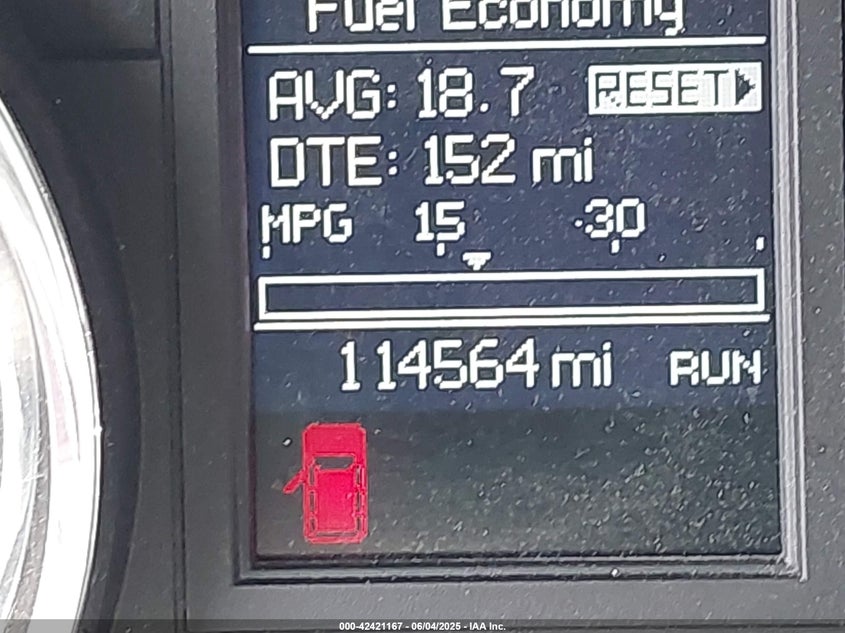 Fuel Economy
AVG: 18.7 RESET
DTE: 152 mi
MPG 15 30
114564 mi RUN
000-42421167 - 06/04/2025 - IAA Inc.